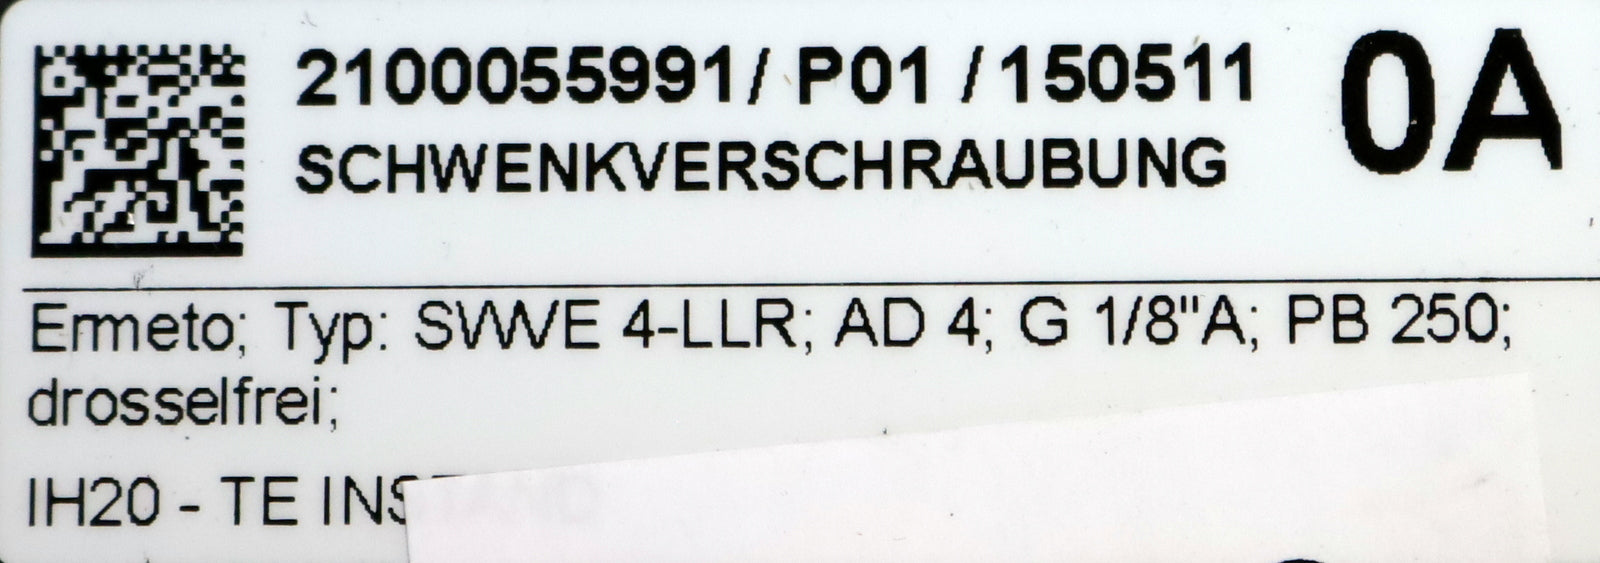 2100055991/ P01 /150511 0A
SCHWENKVERSCHRAUBUNG
Ermeto; Typ: SWVE 4-LLR; AD 4; G 1/8"A; PB 250;
drosselfrei;
IH20 - TE INSTAND